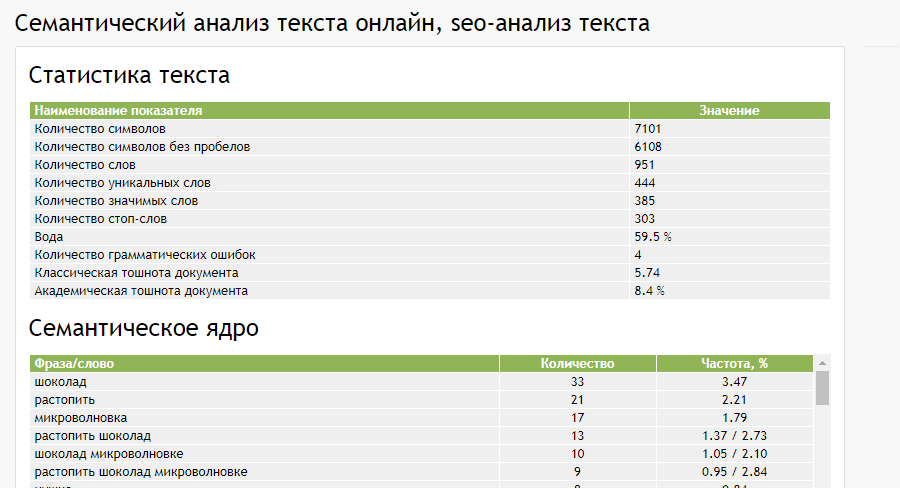 Семантический анализ текста онлайн, seo-анализ текста
Статистика текста
Наименование показателя Значение
Количество символов 7101
Количество символов без пробелов 6108
Количество слов 951
Количество уникальных слов 444
Количество значимых слов 385
Количество стоп-слов 303
Вода 59.5 %
Количество грамматических ошибок 4
Классическая тошнота документа 5.74
Академическая тошнота документа 8.4 %
Семантическое ядро
Фраза/слово Количество Частота, %
шоколад 33 3.47
растопить 21 2.21
микроволновка 17 1.79
растопить шоколад 13 1.37 / 2.73
шоколад микроволновке 10 1.05 / 2.10
растопить шоколад микроволновке 9 0.95 / 2.84